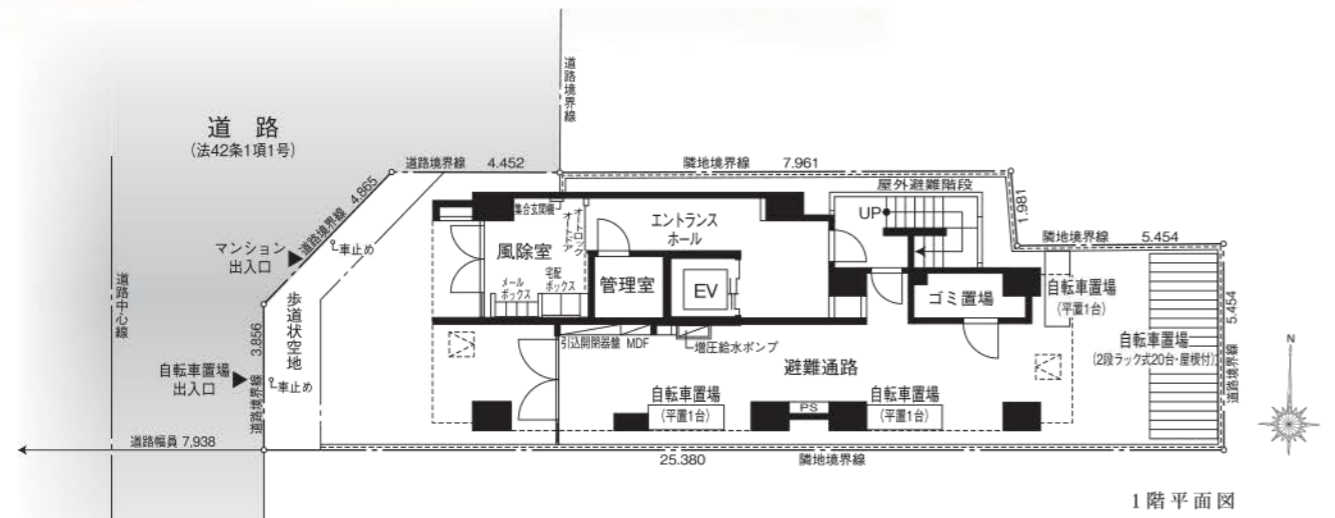 道路境界線
道 路
(法42条1項1号)
道路境界線 4.452
隣地境界線 7.961
屋外避難階段
4.865
道路境界線
車止め
マンション
出入口
集合玄関機
オートロック
オートドア
エントランス
ホール
UP
1.981
隣地境界線 5.454
風除室
メール
ボックス
宅配
ボックス
管理室
EV
ゴミ置場
自転車置場
(平置1台)
道路中心線
歩道状空地
3.856
道路境界線
自転車置場
出入口
車止め
引込開閉器盤 MDF
増圧給水ポンプ
避難通路
自転車置場
(2段ラック式20台・屋根付)
5.454
道路境界線
N
自転車置場
(平置1台)
PS
自転車置場
(平置1台)
道路幅員 7,938
25.380
隣地境界線
1階平面図